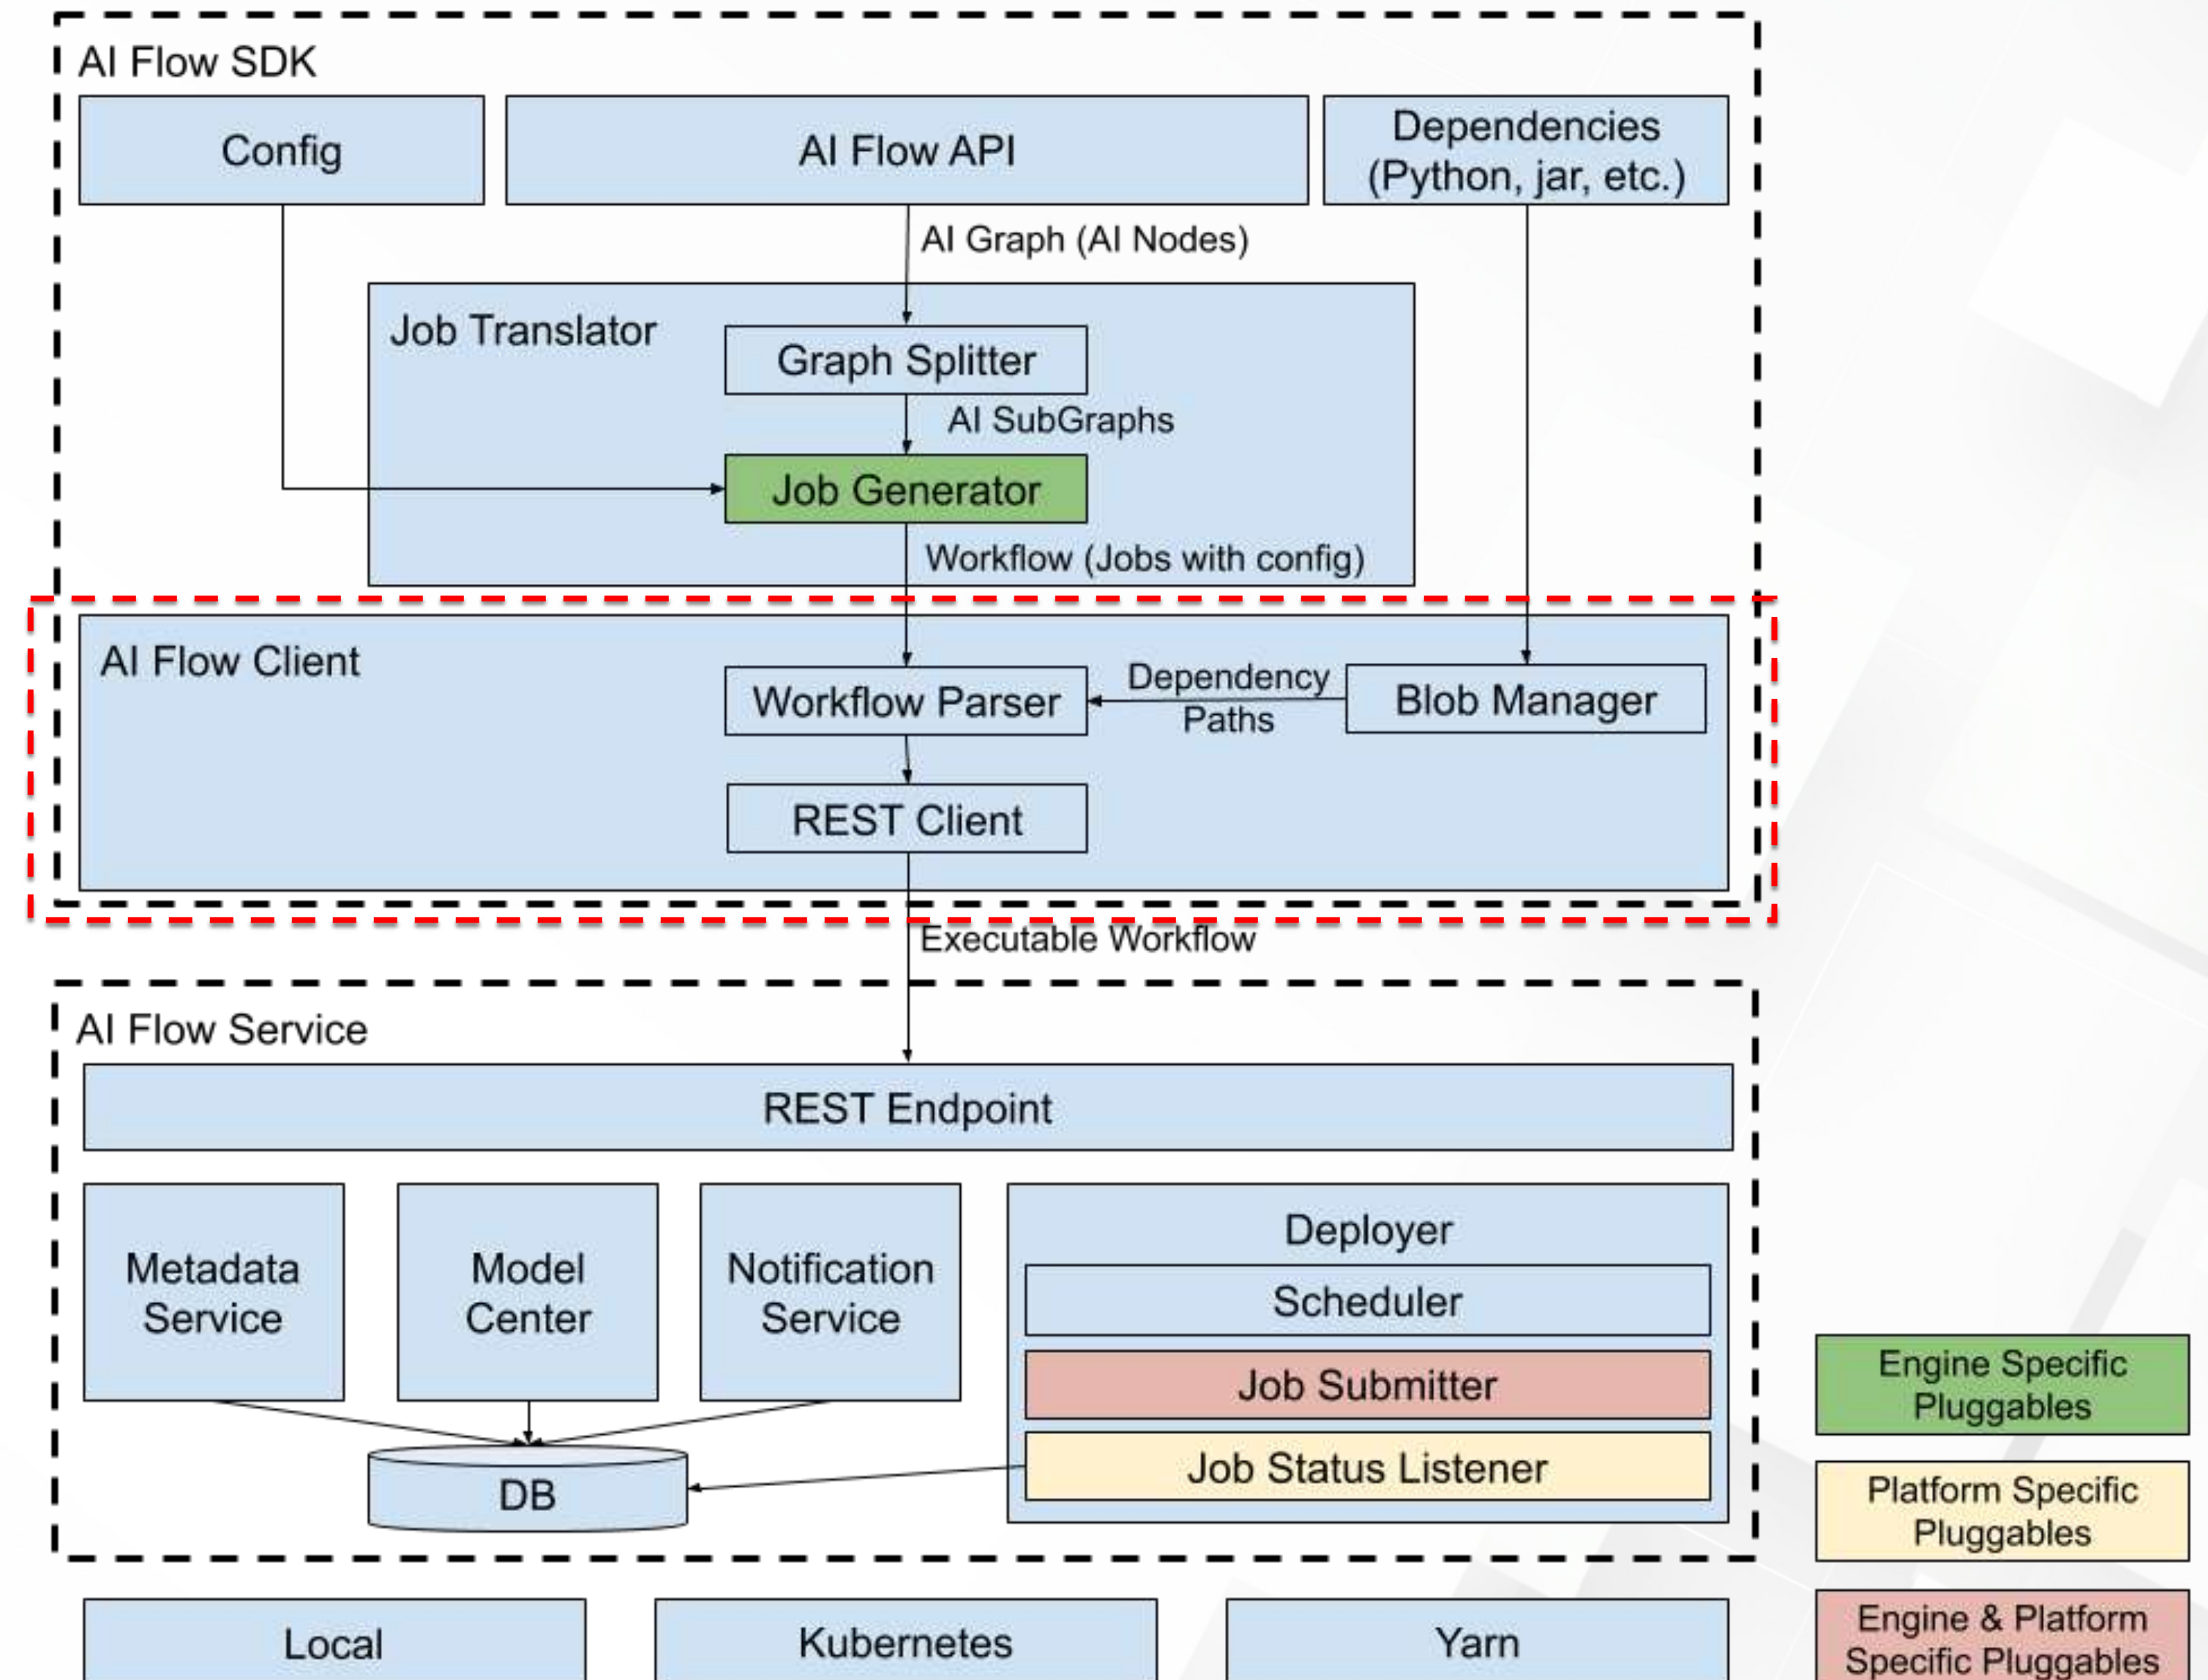 AI Flow SDK
Config
AI Flow API
Dependencies
(Python, jar, etc.)
AI Graph (AI Nodes)
Job Translator
Graph Splitter
AI SubGraphs
Job Generator
Workflow (Jobs with config)
AI Flow Client
Workflow Parser
Dependency
Paths
Blob Manager
REST Client
Executable Workflow
AI Flow Service
REST Endpoint
Metadata
Service
Model
Center
Notification
Service
Deployer
Scheduler
Job Submitter
Job Status Listener
DB
Engine Specific
Pluggables
Platform Specific
Pluggables
Engine & Platform
Specific Pluggables
Local
Kubernetes
Yarn